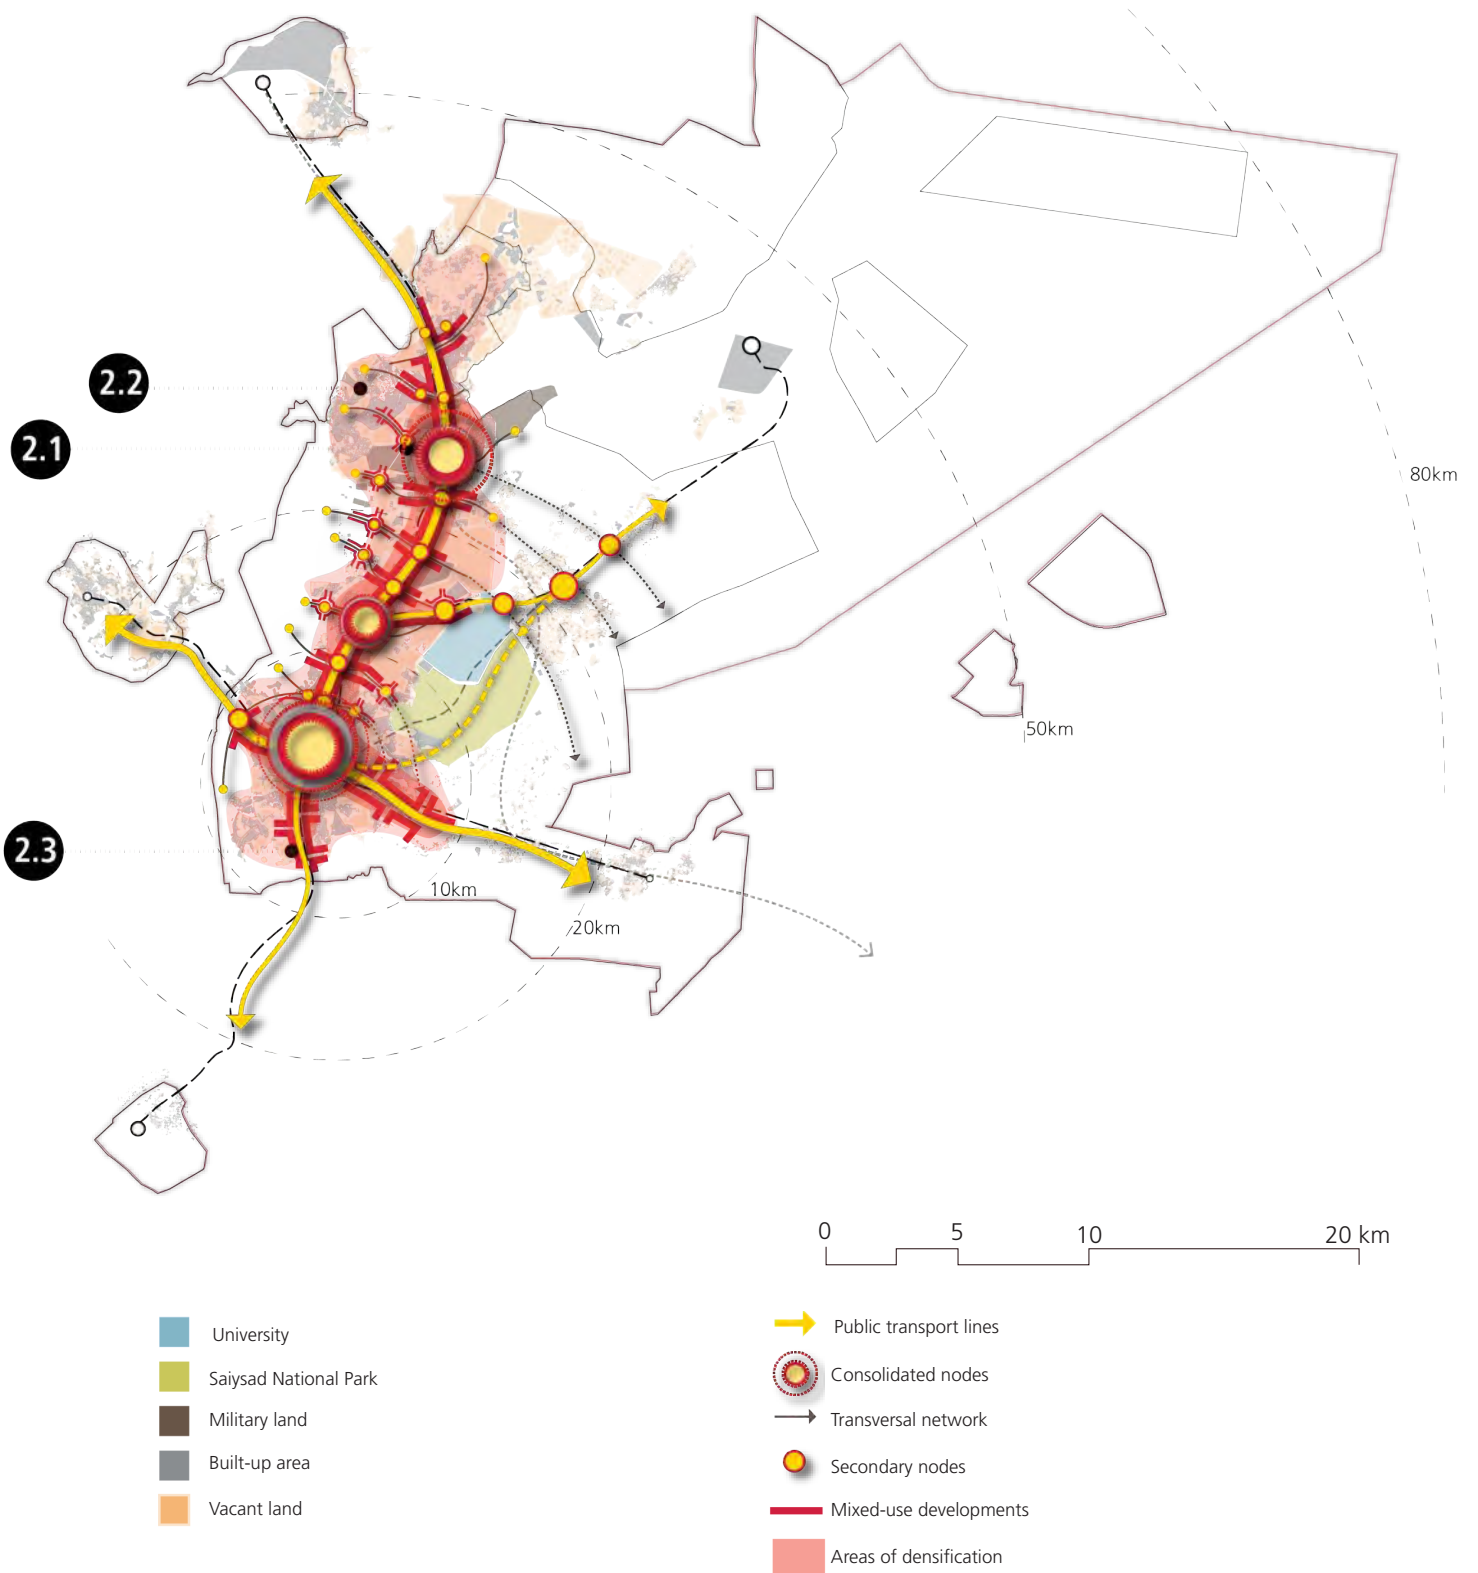 2.2
2.1
80km
50km
2.3
10km
20km
0 5 10 20 km
University
Saiysad National Park
Military land
Built-up area
Vacant land
Public transport lines
Consolidated nodes
Transversal network
Secondary nodes
Mixed-use developments
Areas of densification